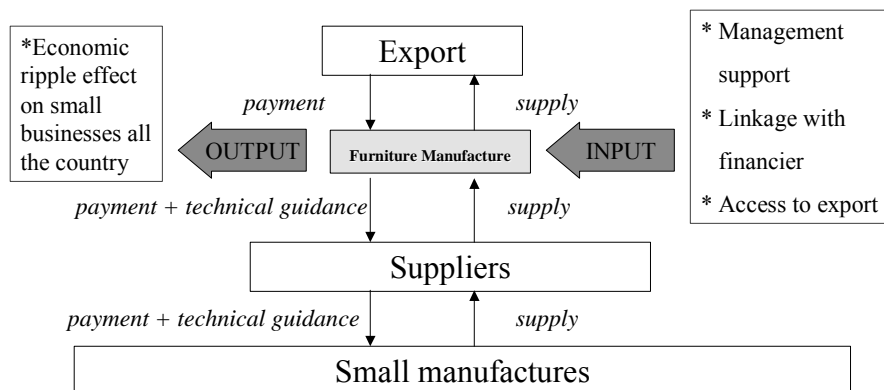 *Economic
ripple effect
on small
businesses all
the country
Export
* Management
support
* Linkage with
financier
* Access to export
payment
supply
OUTPUT
Furniture Manufacture
INPUT
payment + technical guidance
supply
Suppliers
payment + technical guidance
supply
Small manufactures